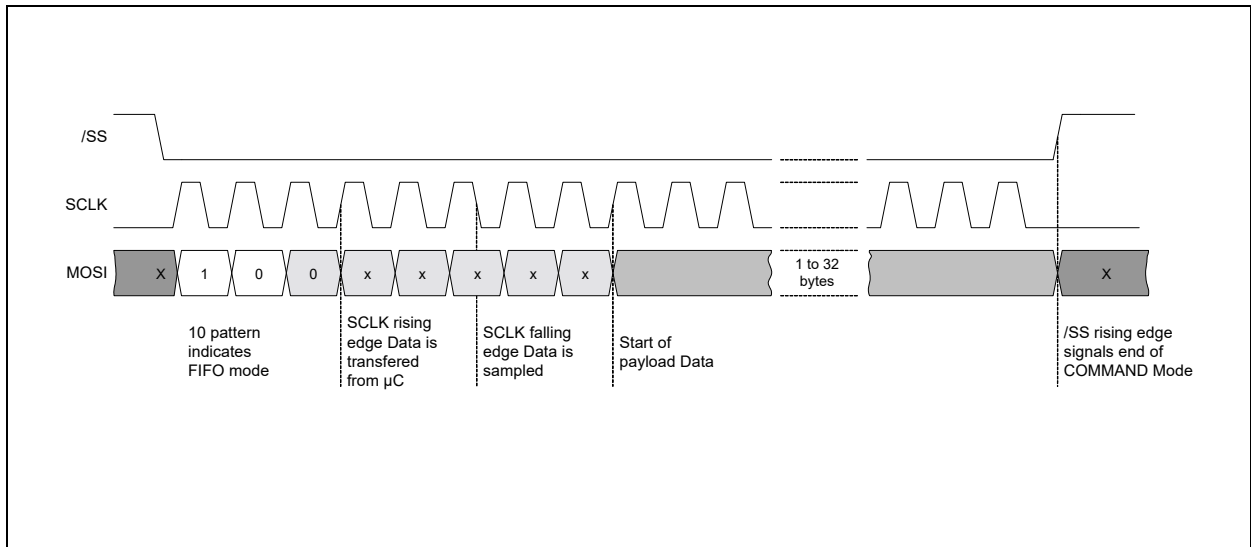 /SS
SCLK
MOSI
X
1
0
0
x
x
x
x
x
1 to 32
bytes
X
10 pattern
indicates
FIFO mode
SCLK rising
edge Data is
transfered
from µC
SCLK falling
edge Data is
sampled
Start of
payload Data
/SS rising edge
signals end of
COMMAND Mode